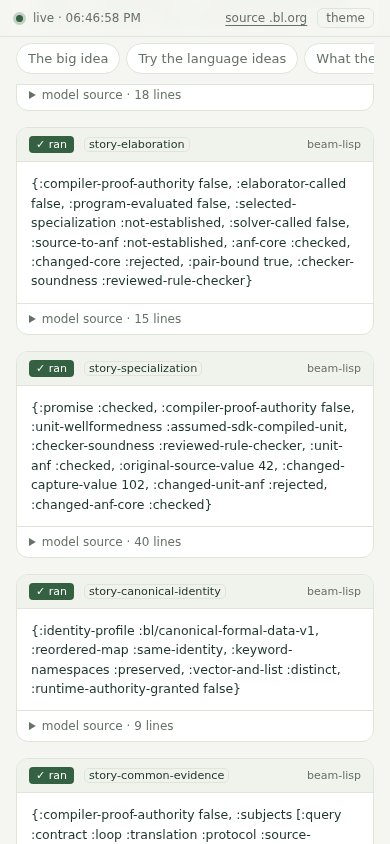 live · 06:46:58 PM
source .bl.org
theme
The big idea
Try the language ideas
What the
▶ model source · 18 lines
✓ ran
story-elaboration
beam-lisp
{:compiler-proof-authority false, :elaborator-called
false, :program-evaluated false, :selected-
specialization :not-established, :solver-called false,
:source-to-anf :not-established, :anf-core :checked,
:changed-core :rejected, :pair-bound true, :checker-
soundness :reviewed-rule-checker}
▶ model source · 15 lines
✓ ran
story-specialization
beam-lisp
{:promise :checked, :compiler-proof-authority false,
:unit-wellformedness :assumed-sdk-compiled-unit,
:checker-soundness :reviewed-rule-checker, :unit-
anf :checked, :original-source-value 42, :changed-
capture-value 102, :changed-unit-anf :rejected,
:changed-anf-core :checked}
▶ model source · 40 lines
✓ ran
story-canonical-identity
beam-lisp
{:identity-profile :bl/canonical-formal-data-v1,
:reordered-map :same-identity, :keyword-
namespaces :preserved, :vector-and-list :distinct,
:runtime-authority-granted false}
▶ model source · 9 lines
✓ ran
story-common-evidence
beam-lisp
{:compiler-proof-authority false, :subjects [:query
:contract :loop :translation :protocol :source-